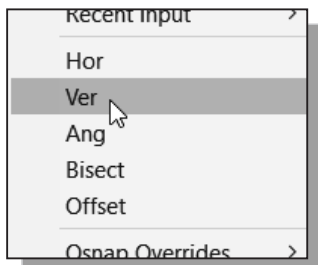 Recent Input >
Hor
Ver
Ang
Bisect
Offset
Osnap Overrides >